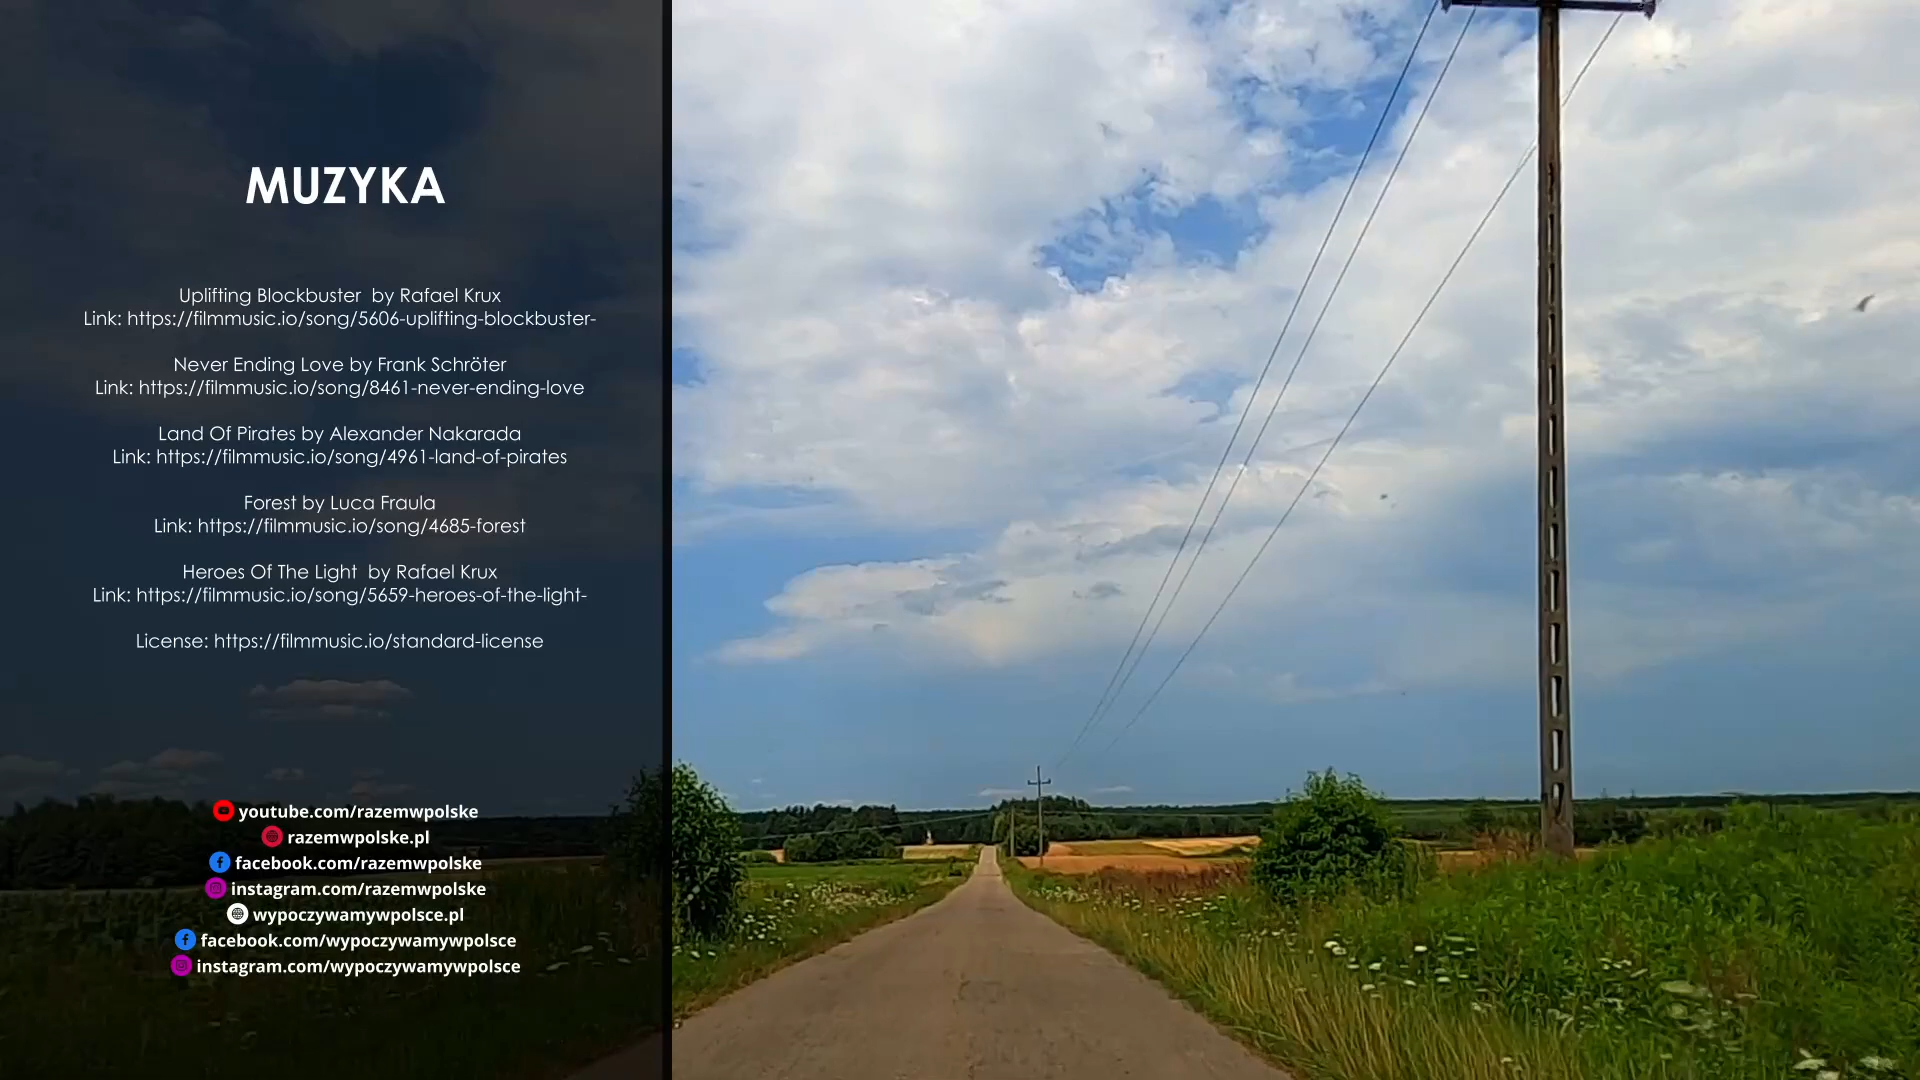 MUZYKA
Uplifting Blockbuster  by Rafael Krux
Link: https://filmmusic.io/song/5606-uplifting-blockbuster-
Never Ending Love by Frank Schröter
Link: https://filmmusic.io/song/8461-never-ending-love
Land Of Pirates by Alexander Nakarada
Link: https://filmmusic.io/song/4961-land-of-pirates
Forest by Luca Fraula
Link: https://filmmusic.io/song/4685-forest
Heroes Of The Light  by Rafael Krux
Link: https://filmmusic.io/song/5659-heroes-of-the-light-
License: https://filmmusic.io/standard-license
youtube.com/razemwpolske
razemwpolske.pl
facebook.com/razemwpolske
instagram.com/razemwpolske
wypoczywamywpolsce.pl
facebook.com/wypoczywamywpolsce
instagram.com/wypoczywamywpolsce